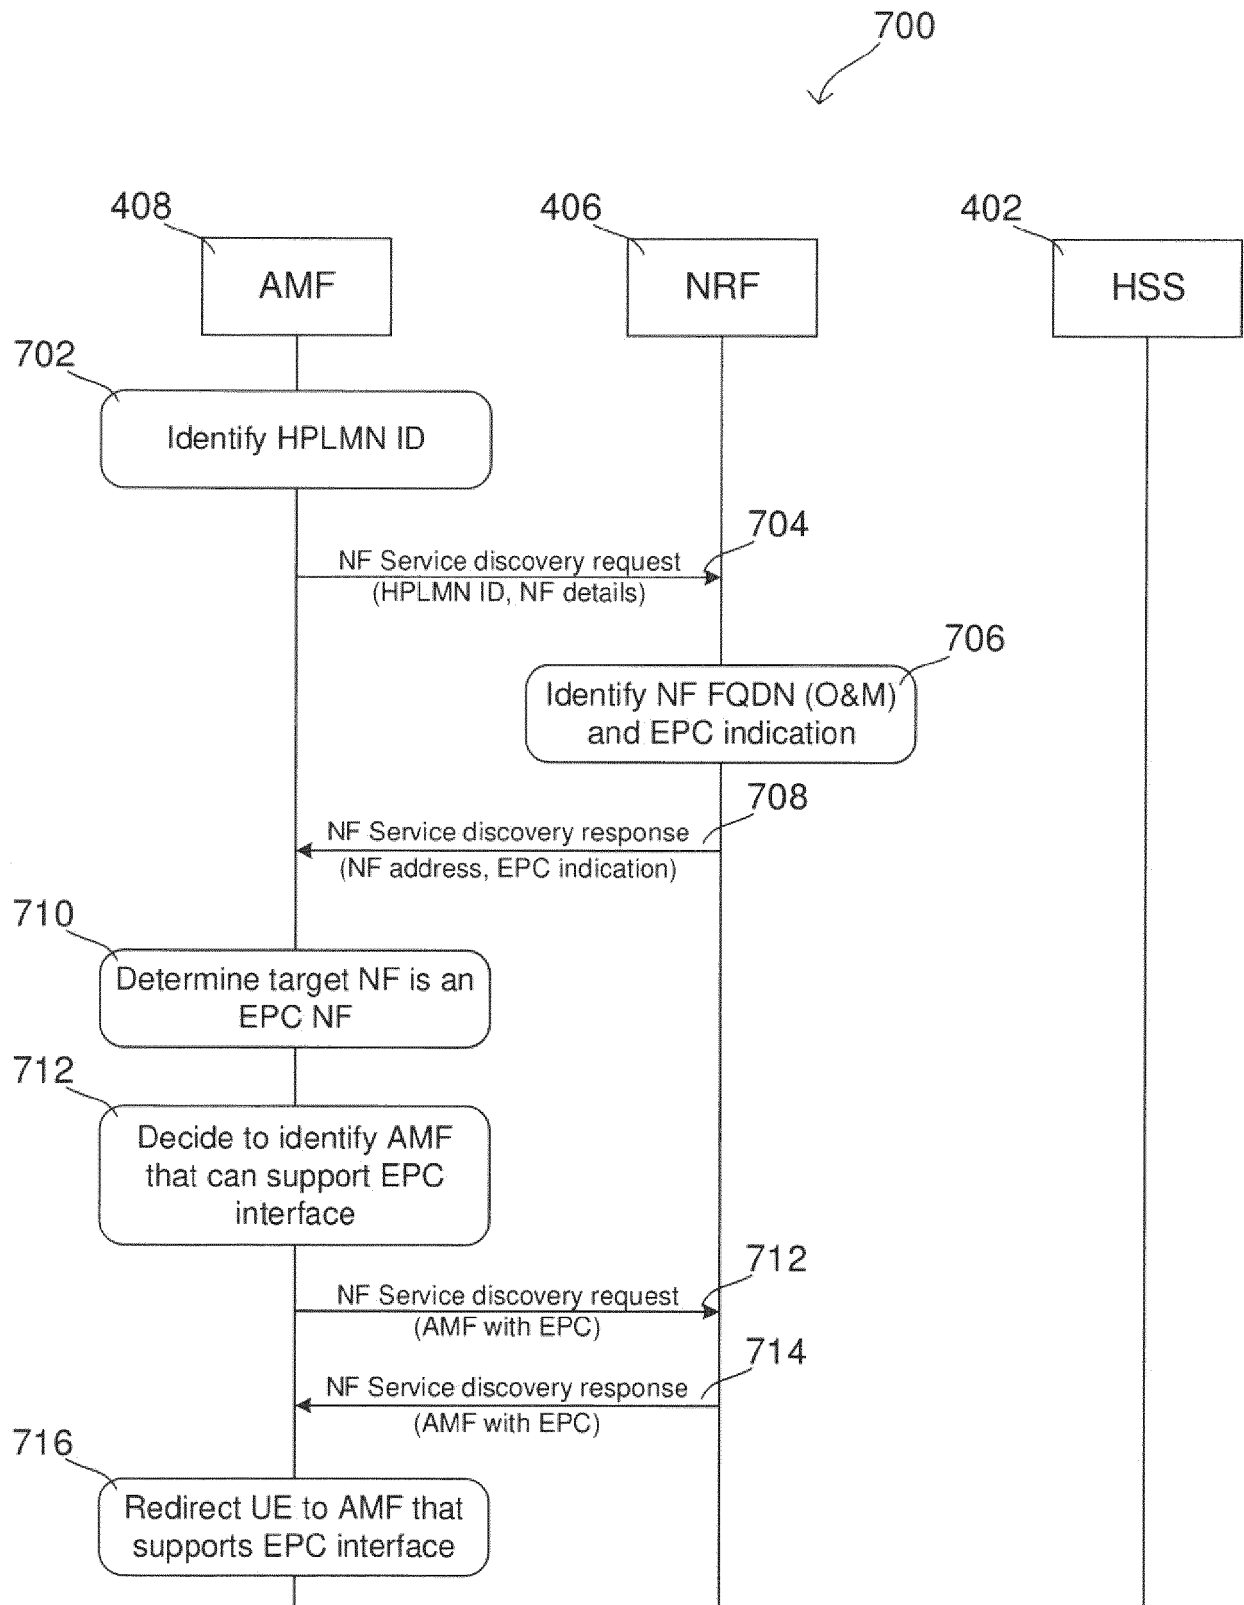 700
408
406
402
AMF
NRF
HSS
702
Identify HPLMN ID
704
NF Service discovery request
(HPLMN ID, NF details)
706
Identify NF FQDN (O&M)
and EPC indication
708
NF Service discovery response
(NF address, EPC indication)
710
Determine target NF is an
EPC NF
712
Decide to identify AMF
that can support EPC
interface
712
NF Service discovery request
(AMF with EPC)
714
NF Service discovery response
(AMF with EPC)
716
Redirect UE to AMF that
supports EPC interface